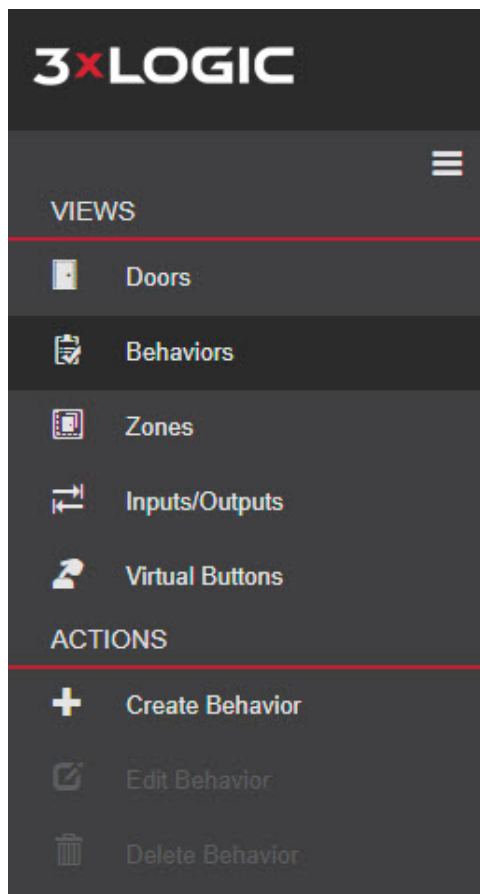 3xLOGIC
VIEWS
Doors
Behaviors
Zones
Inputs/Outputs
Virtual Buttons
ACTIONS
Create Behavior
Edit Behavior
Delete Behavior